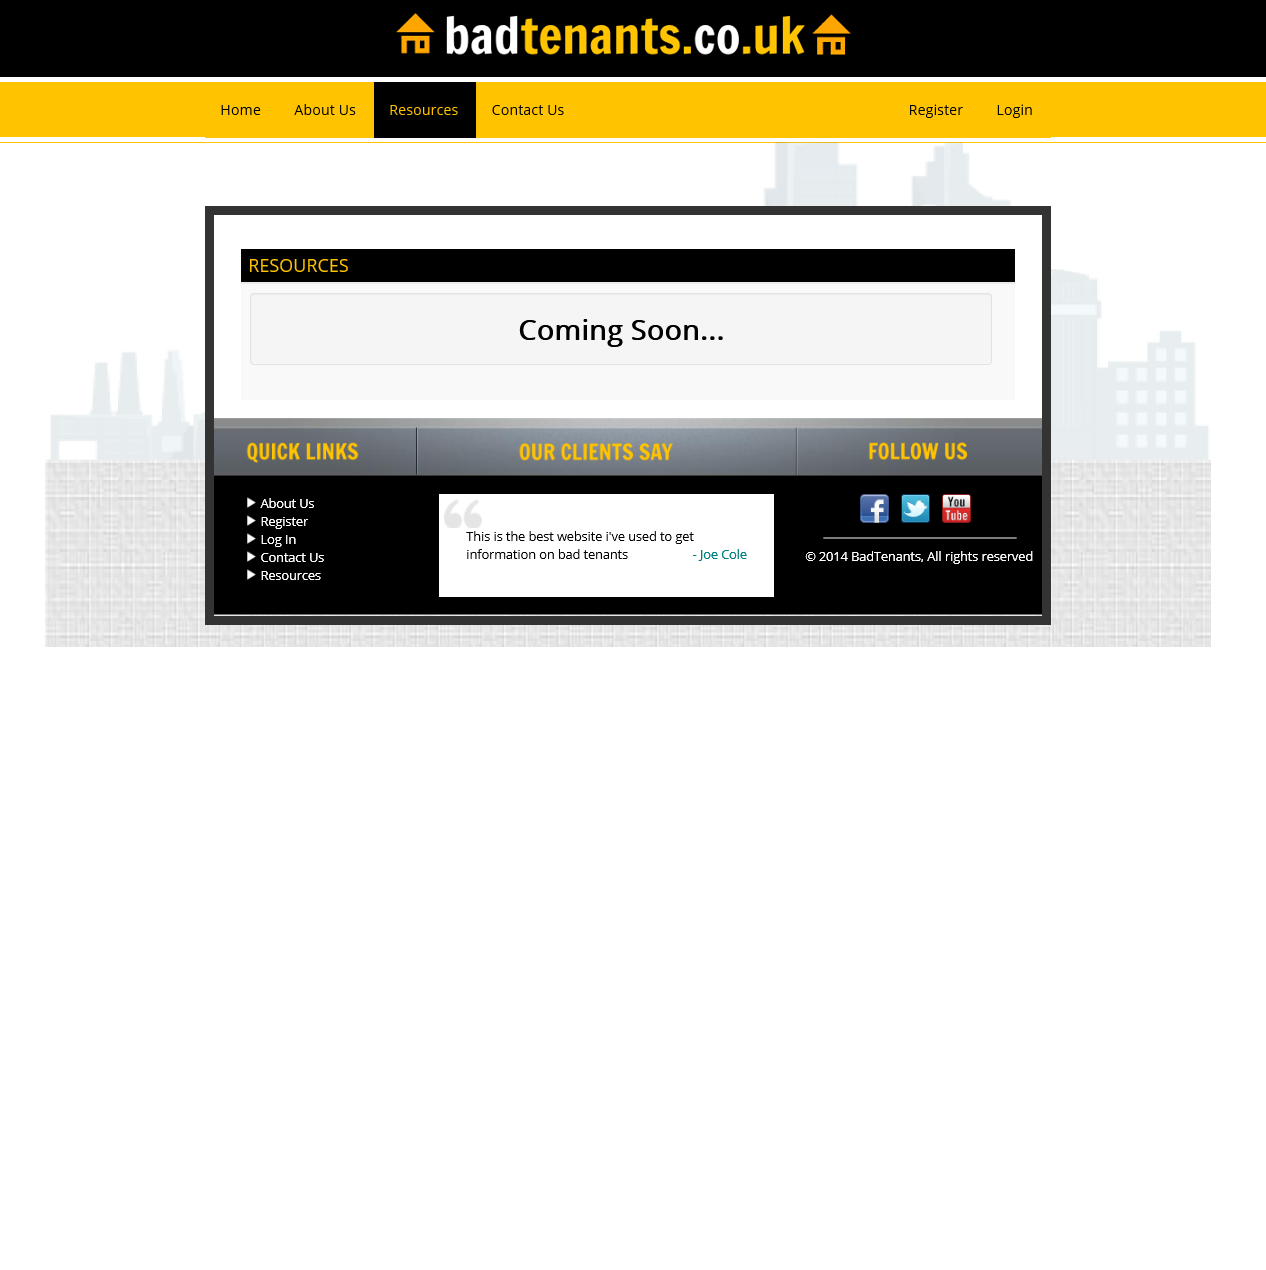 badtenants.co.uk
Home About Us Resources Contact Us Register Login
RESOURCES
Coming Soon...
QUICK LINKS
About Us
Register
Log In
Contact Us
Resources
OUR CLIENTS SAY
This is the best website i've used to get
information on bad tenants - Joe Cole
FOLLOW US
You
Tube
© 2014 BadTenants, All rights reserved